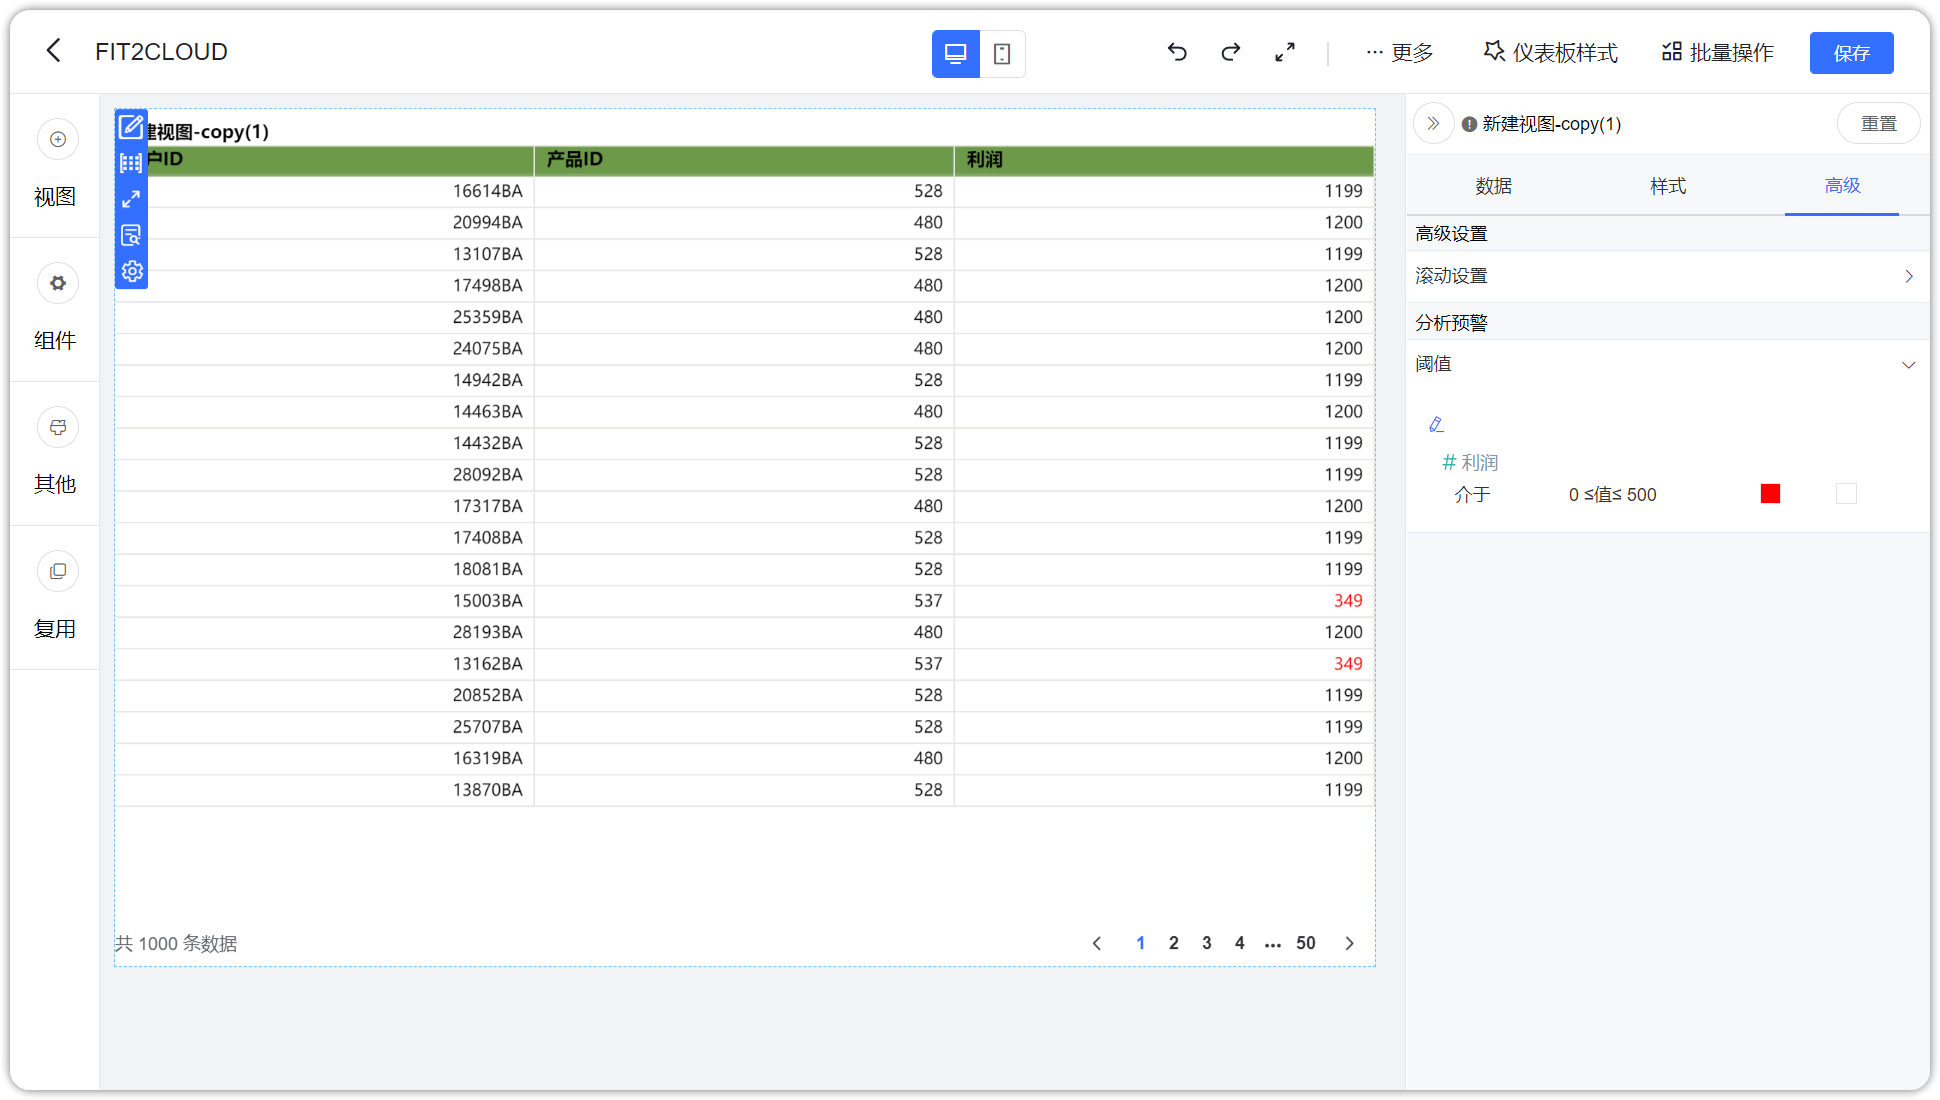 FIT2CLOUD
更多
仪表板样式
批量操作
保存
视图
组件
其他
复用
建视图-copy(1)
户ID 产品ID 利润
16614BA 528 1199
20994BA 480 1200
13107BA 528 1199
17498BA 480 1200
25359BA 480 1200
24075BA 480 1200
14942BA 528 1199
14463BA 480 1200
14432BA 528 1199
28092BA 528 1199
17317BA 480 1200
17408BA 528 1199
18081BA 528 1199
15003BA 537 349
28193BA 480 1200
13162BA 537 349
20852BA 528 1199
25707BA 528 1199
16319BA 480 1200
13870BA 528 1199
共 1000 条数据
1 2 3 4 ... 50
新建视图-copy(1)
重置
数据 样式 高级
高级设置
滚动设置
分析预警
阈值
# 利润
介于 0 ≤值≤ 500